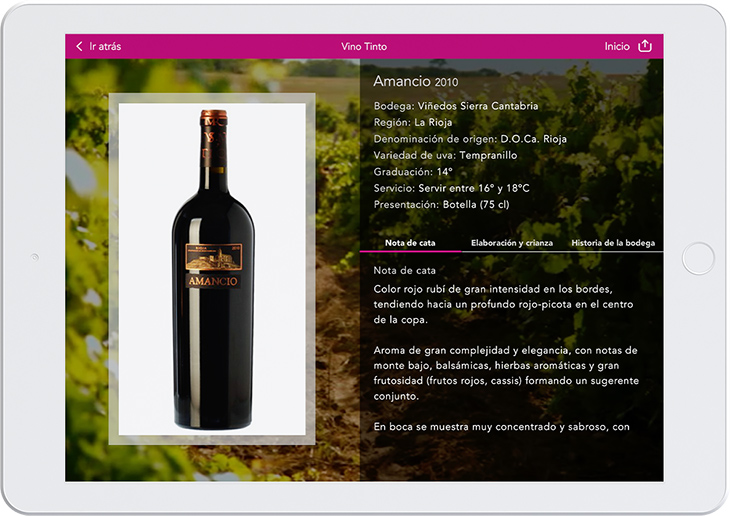 Ir atrás
Vino Tinto
Inicio
Amancio 2010
Bodega: Viñedos Sierra Cantabria
Región: La Rioja
Denominación de origen: D.O.Ca. Rioja
Variedad de uva: Tempranillo
Graduación: 14º
Servicio: Servir entre 16º y 18ºC
Presentación: Botella (75 cl)
Nota de cata
Elaboración y crianza
Historia de la bodega
Nota de cata
Color rojo rubí de gran intensidad en los bordes,
tendiendo hacia un profundo rojo-picota en el centro
de la copa.
Aroma de gran complejidad y elegancia, con notas de
monte bajo, balsámicas, hierbas aromáticas y gran
frutosidad (frutos rojos, cassis) formando un sugerente
conjunto.
En boca se muestra muy concentrado y sabroso, con
AMANCIO